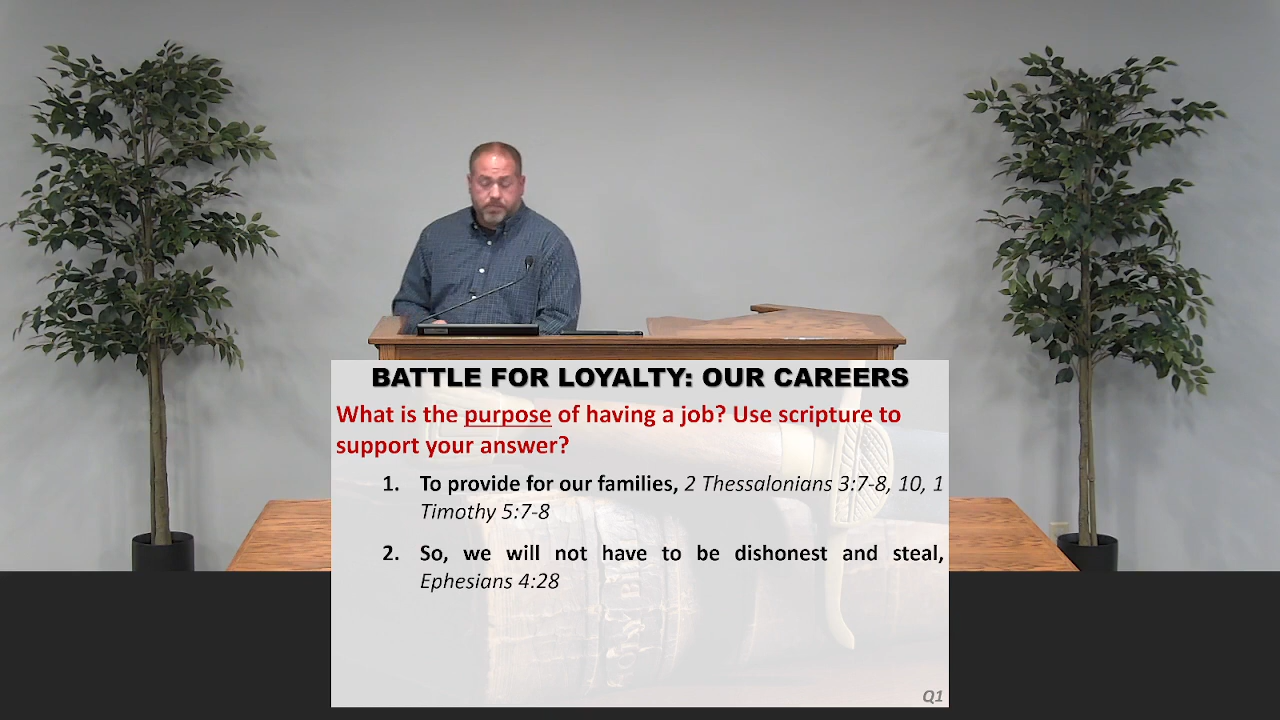 BATTLE FOR LOYALTY: OUR CAREERS
What is the purpose of having a job? Use scripture to
support your answer?
1. To provide for our families, 2 Thessalonians 3:7-8, 10, 1
Timothy 5:7-8
2. So, we will not have to be dishonest and steal,
Ephesians 4:28
HOLY BIBLE
Q1